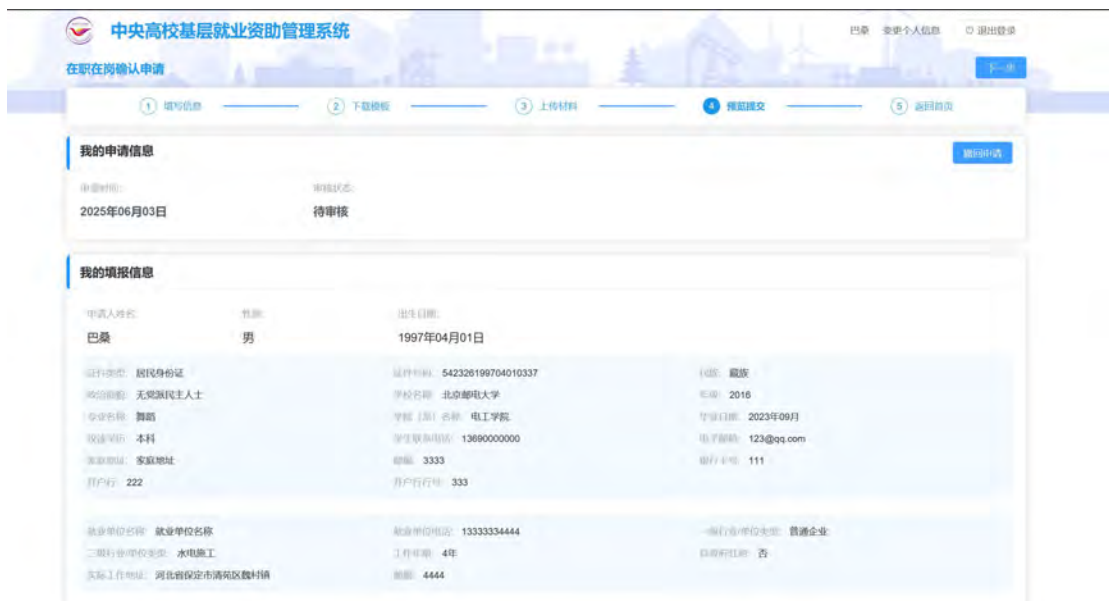 中央高校基层就业资助管理系统
巴桑 变更个人信息 退出登录
在职在岗确认申请
下一步
1 填写信息 2 下载模板 3 上传材料 4 预览提交 5 返回首页
我的申请信息
撤回申请
申请时间: 审核状态:
2025年06月03日 待审核
我的填报信息
申请人姓名: 性别: 出生日期:
巴桑 男 1997年04月01日
证件类型: 居民身份证 证件号码: 542326199704010337 民族: 藏族
政治面貌: 无党派民主人士 学校名称: 北京邮电大学 年级: 2016
专业名称: 舞蹈 学院（系）名称: 电工学院 毕业日期: 2023年09月
攻读学历: 本科 学生联系电话: 13690000000 电子邮箱: 123@qq.com
家庭地址: 家庭地址 邮编: 3333 银行卡号: 111
开户行: 222 开户行行号: 333
就业单位名称: 就业单位名称 就业单位电话: 13333334444 一级行业/单位类型: 普通企业
二级行业/单位类型: 水电施工 工作年限: 4年 县政府驻地: 否
实际工作地址: 河北省保定市清苑区魏村镇 邮编: 4444